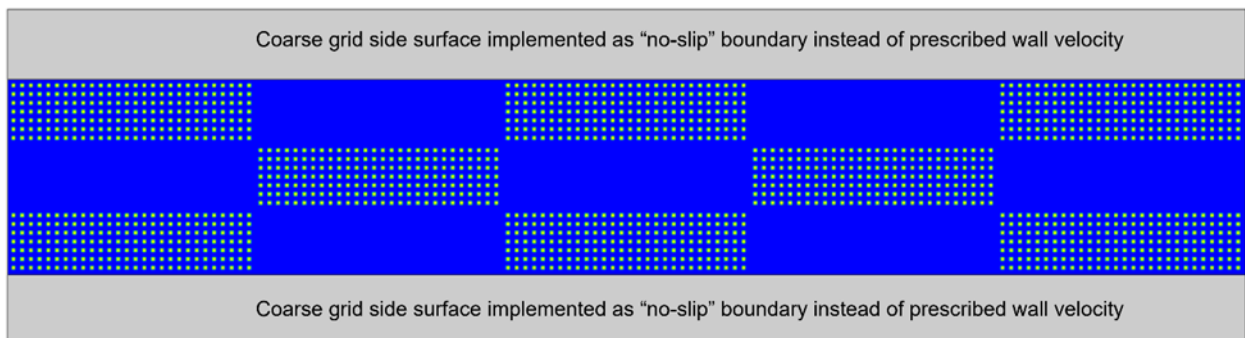 Coarse grid side surface implemented as “no-slip” boundary instead of prescribed wall velocity
Coarse grid side surface implemented as “no-slip” boundary instead of prescribed wall velocity